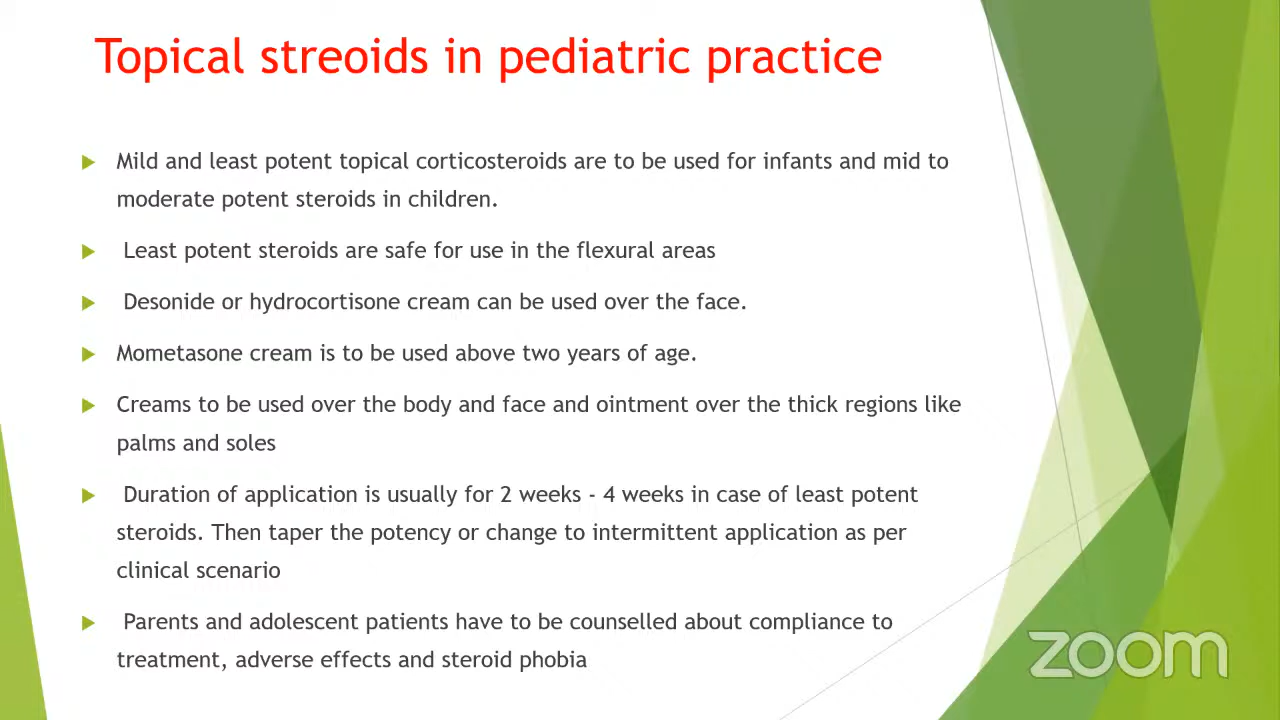 Topical streoids in pediatric practice
Mild and least potent topical corticosteroids are to be used for infants and mid to
moderate potent steroids in children.
Least potent steroids are safe for use in the flexural areas
Desonide or hydrocortisone cream can be used over the face.
Mometasone cream is to be used above two years of age.
Creams to be used over the body and face and ointment over the thick regions like
palms and soles
Duration of application is usually for 2 weeks - 4 weeks in case of least potent
steroids. Then taper the potency or change to intermittent application as per
clinical scenario
Parents and adolescent patients have to be counselled about compliance to
treatment, adverse effects and steroid phobia
zoom